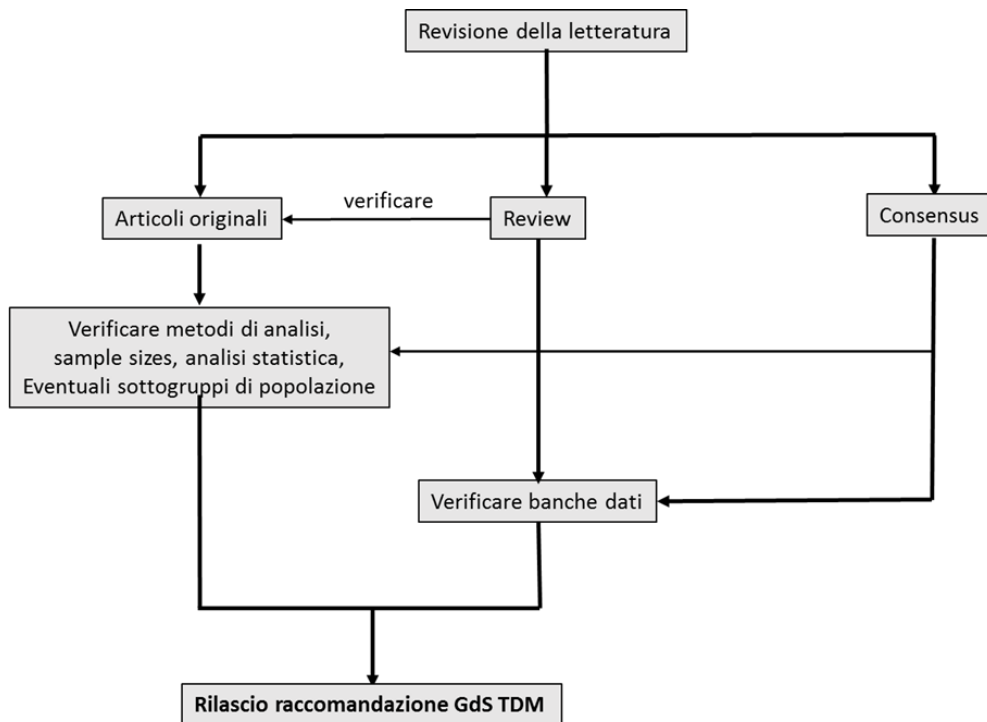 Revisione della letteratura
verificare
Articoli originali
Review
Consensus
Verificare metodi di analisi,
sample sizes, analisi statistica,
Eventuali sottogruppi di popolazione
Verificare banche dati
Rilascio raccomandazione GdS TDM